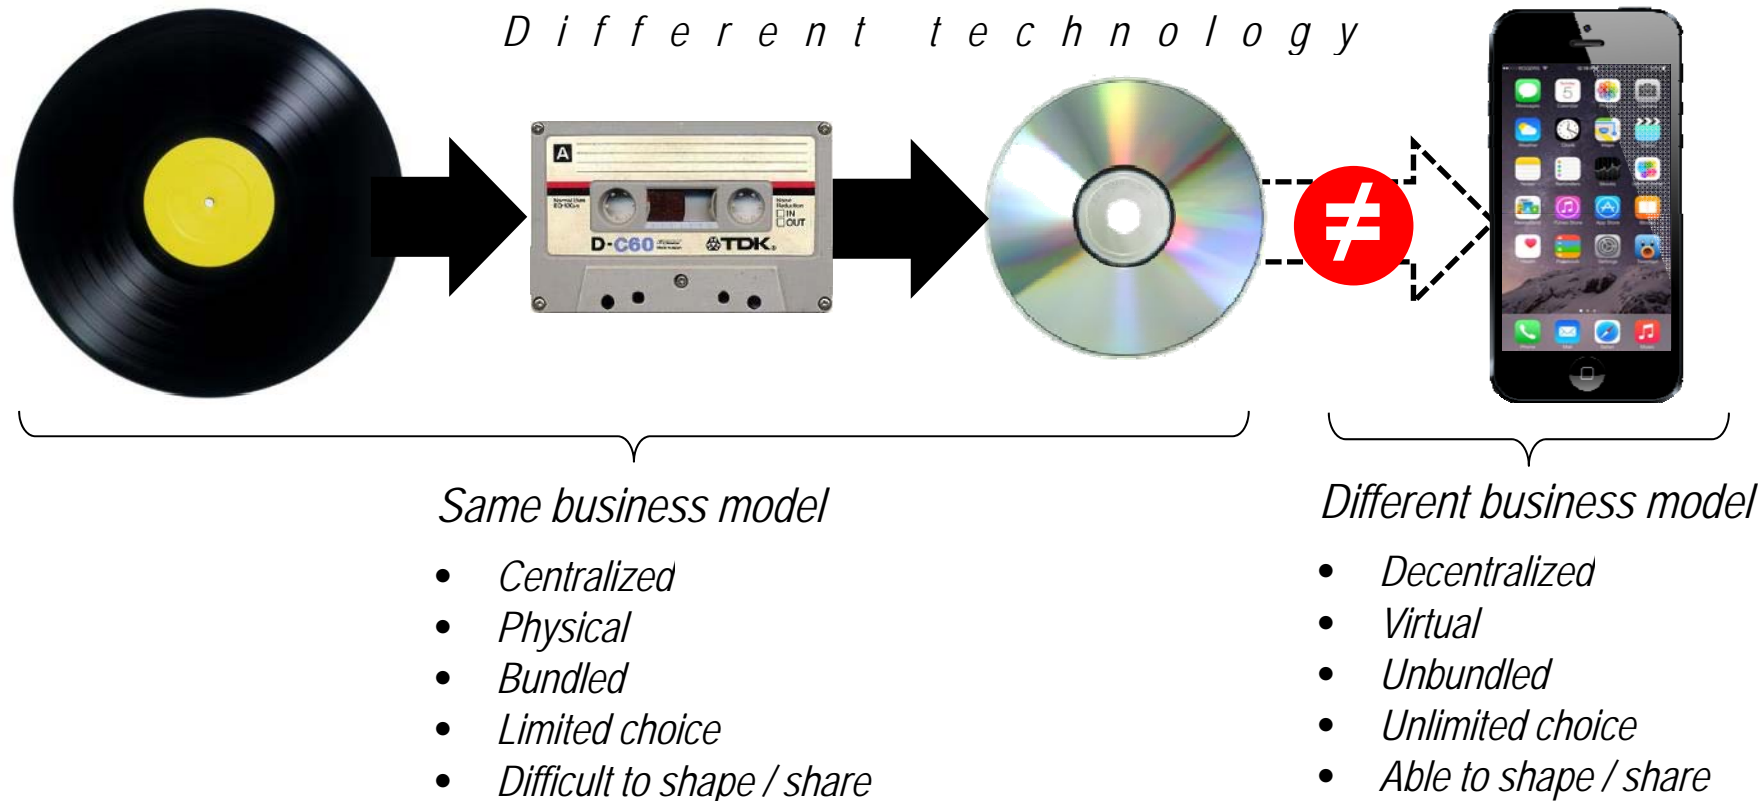 Different technology
A
IN
OUT
D-C60
TDK
≠
Same business model
• Centralized
• Physical
• Bundled
• Limited choice
• Difficult to shape / share
Different business model
• Decentralized
• Virtual
• Unbundled
• Unlimited choice
• Able to shape / share